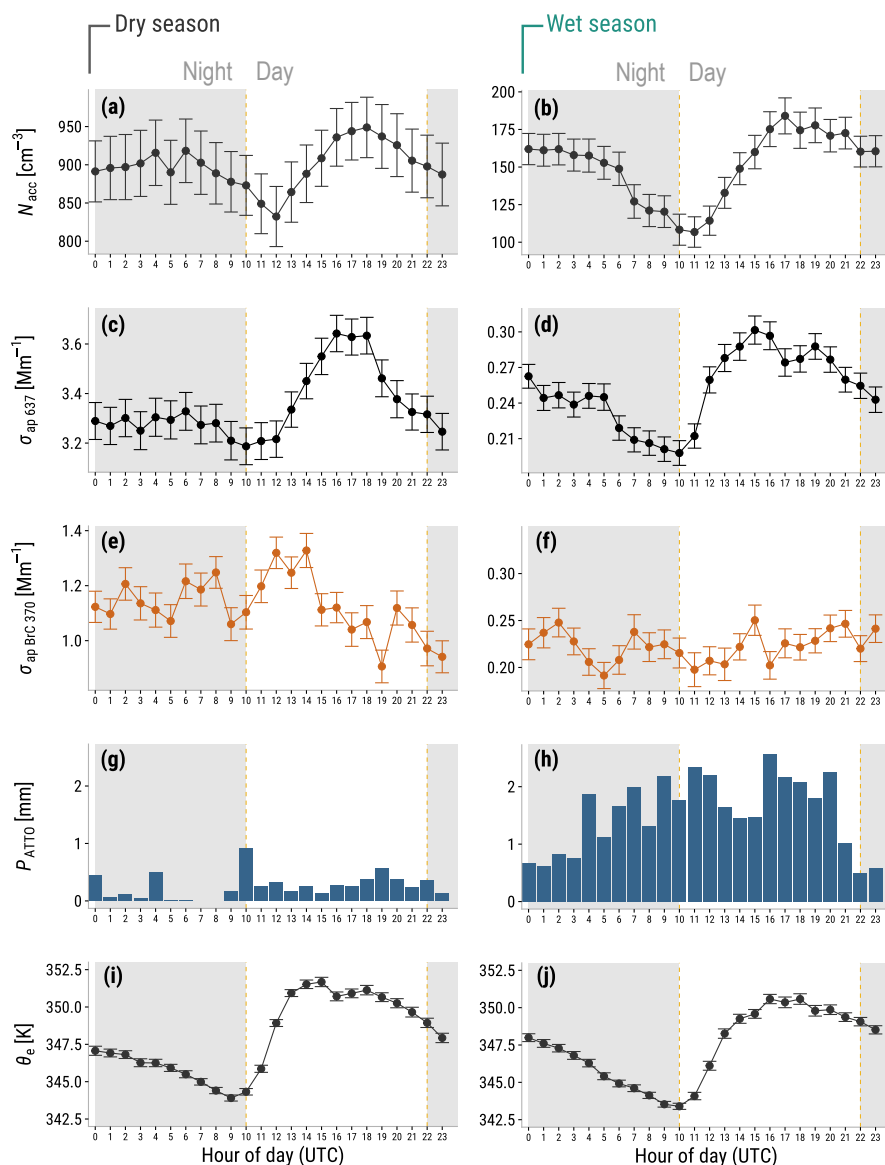 Dry season
Wet season
Night Day
Night Day
(a)
N_acc [cm⁻³]
950
900
850
800
0 1 2 3 4 5 6 7 8 9 10 11 12 13 14 15 16 17 18 19 20 21 22 23
(b)
200
175
150
125
100
0 1 2 3 4 5 6 7 8 9 10 11 12 13 14 15 16 17 18 19 20 21 22 23
(c)
σ_ap 637 [Mm⁻¹]
3.6
3.4
3.2
0 1 2 3 4 5 6 7 8 9 10 11 12 13 14 15 16 17 18 19 20 21 22 23
(d)
0.30
0.27
0.24
0.21
0 1 2 3 4 5 6 7 8 9 10 11 12 13 14 15 16 17 18 19 20 21 22 23
(e)
σ_ap BrC 370 [Mm⁻¹]
1.4
1.2
1.0
0 1 2 3 4 5 6 7 8 9 10 11 12 13 14 15 16 17 18 19 20 21 22 23
(f)
0.30
0.25
0.20
0 1 2 3 4 5 6 7 8 9 10 11 12 13 14 15 16 17 18 19 20 21 22 23
(g)
P_ATTO [mm]
2
1
0
0 1 2 3 4 5 6 7 8 9 10 11 12 13 14 15 16 17 18 19 20 21 22 23
(h)
2
1
0
0 1 2 3 4 5 6 7 8 9 10 11 12 13 14 15 16 17 18 19 20 21 22 23
(i)
θ_e [K]
352.5
350.0
347.5
345.0
342.5
0 1 2 3 4 5 6 7 8 9 10 11 12 13 14 15 16 17 18 19 20 21 22 23
Hour of day (UTC)
(j)
352.5
350.0
347.5
345.0
342.5
0 1 2 3 4 5 6 7 8 9 10 11 12 13 14 15 16 17 18 19 20 21 22 23
Hour of day (UTC)